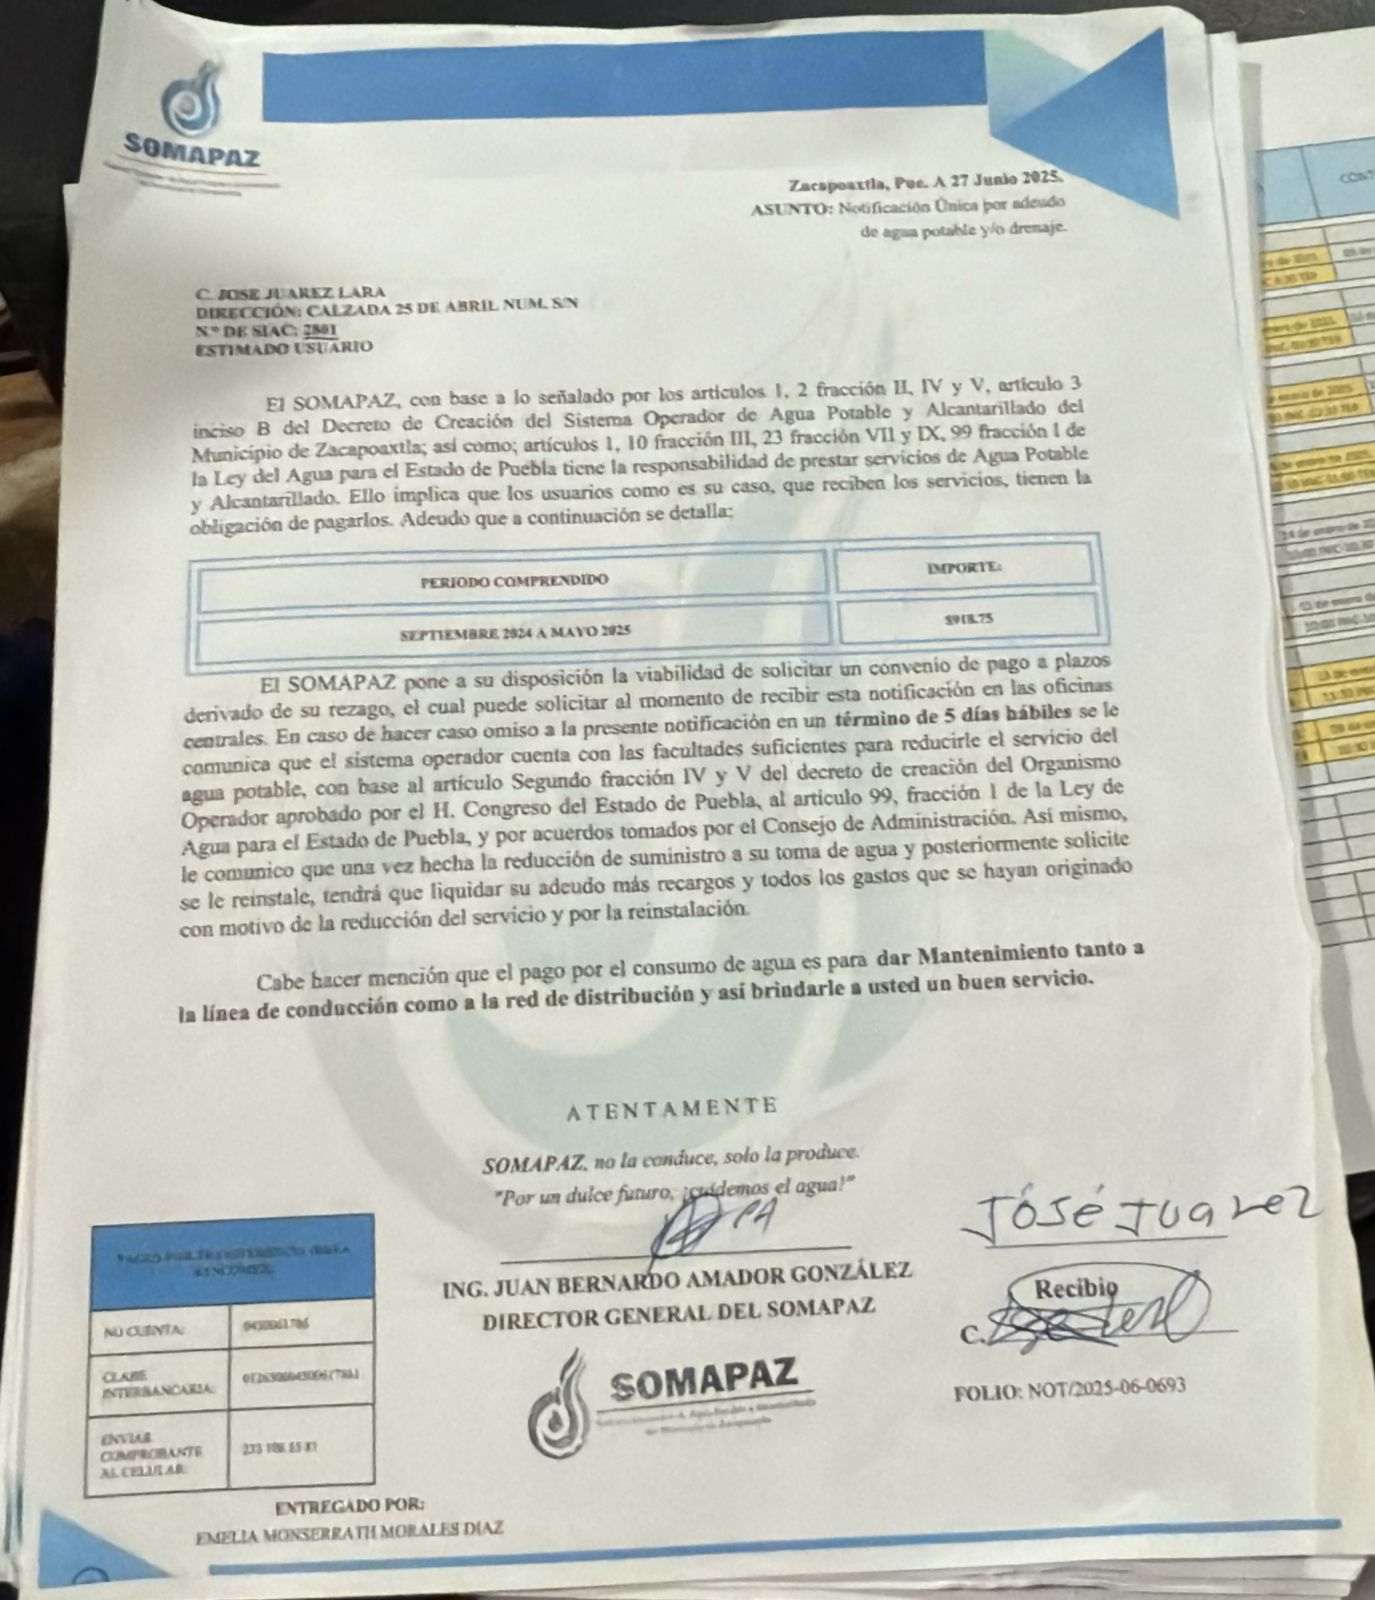 SOMAPAZ
Zacapoaxtla, Pue. A 27 Junio 2025.
ASUNTO: Notificación Única por adeudo
de agua potable y/o drenaje.
C. JOSE JUAREZ LARA
DIRECCIÓN: CALZADA 25 DE ABRIL NUM. S/N
N.º DE SIAC: 2801
ESTIMADO USUARIO
El SOMAPAZ, con base a lo señalado por los artículos 1, 2 fracción II, IV y V, artículo 3
inciso B del Decreto de Creación del Sistema Operador de Agua Potable y Alcantarillado del
Municipio de Zacapoaxtla; así como; artículos 1, 10 fracción III, 23 fracción VII y IX, 99 fracción I de
la Ley del Agua para el Estado de Puebla tiene la responsabilidad de prestar servicios de Agua Potable
y Alcantarillado. Ello implica que los usuarios como es su caso, que reciben los servicios, tienen la
obligación de pagarlos. Adeudo que a continuación se detalla:
PERIODO COMPRENDIDO IMPORTE:
SEPTIEMBRE 2024 A MAYO 2025 $918.75
El SOMAPAZ pone a su disposición la viabilidad de solicitar un convenio de pago a plazos
derivado de su rezago, el cual puede solicitar al momento de recibir esta notificación en las oficinas
centrales. En caso de hacer caso omiso a la presente notificación en un término de 5 días hábiles se le
comunica que el sistema operador cuenta con las facultades suficientes para reducirle el servicio del
agua potable, con base al artículo Segundo fracción IV y V del decreto de creación del Organismo
Operador aprobado por el H. Congreso del Estado de Puebla, al artículo 99, fracción I de la Ley de
Agua para el Estado de Puebla, y por acuerdos tomados por el Consejo de Administración. Así mismo,
le comunico que una vez hecha la reducción de suministro a su toma de agua y posteriormente solicite
se le reinstale, tendrá que liquidar su adeudo más recargos y todos los gastos que se hayan originado
con motivo de la reducción del servicio y por la reinstalación.
Cabe hacer mención que el pago por el consumo de agua es para dar Mantenimiento tanto a
la línea de conducción como a la red de distribución y así brindarle a usted un buen servicio.
ATENTAMENTE
SOMAPAZ, no la conduce, solo la produce.
"Por un dulce futuro, ¡cuidemos el agua!"
PA
José Juarez
ING. JUAN BERNARDO AMADOR GONZÁLEZ
DIRECTOR GENERAL DEL SOMAPAZ
Recibio
C.
SOMAPAZ
FOLIO: NOT/2025-06-0693
NO CUENTA:
CLABE
INTERBANCARIA:
ENVIAR
COMPROBANTE
AL CELULAR:
ENTREGADO POR:
EMELIA MONSERRATH MORALES DIAZ